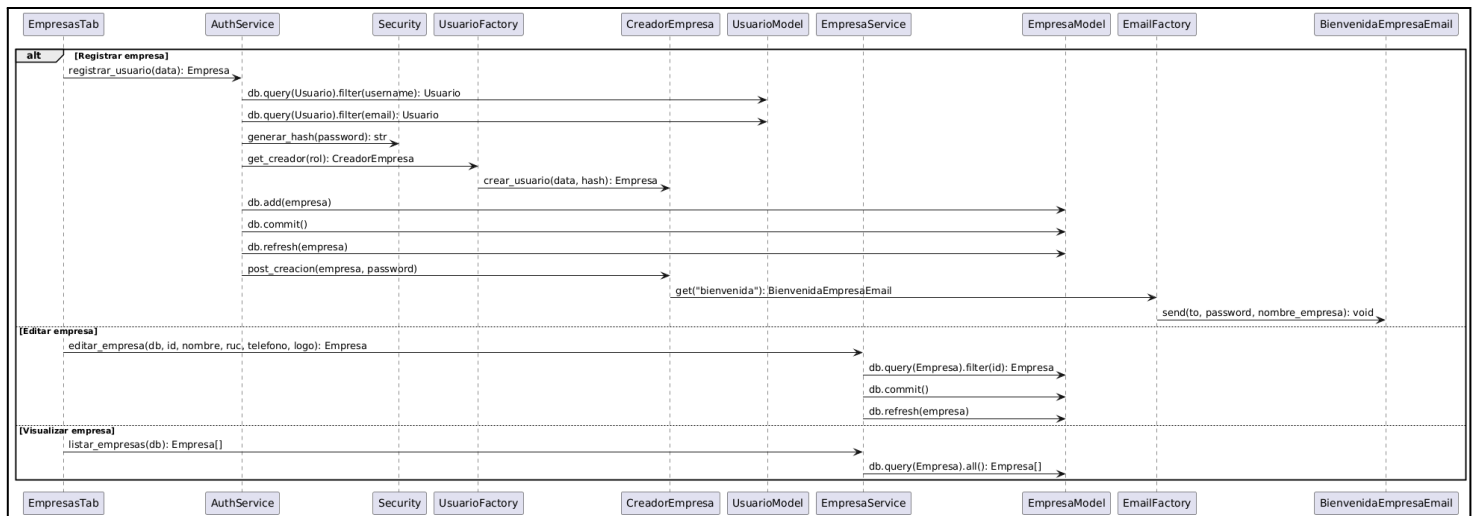 EmpresasTab AuthService Security UsuarioFactory CreadorEmpresa UsuarioModel EmpresaService EmpresaModel EmailFactory BienvenidaEmpresaEmail
alt [Registrar empresa]
registrar_usuario(data): Empresa
db.query(Usuario).filter(username): Usuario
db.query(Usuario).filter(email): Usuario
generar_hash(password): str
get_creador(rol): CreadorEmpresa
crear_usuario(data, hash): Empresa
db.add(empresa)
db.commit()
db.refresh(empresa)
post_creacion(empresa, password)
get("bienvenida"): BienvenidaEmpresaEmail
send(to, password, nombre_empresa): void
[Editar empresa]
editar_empresa(db, id, nombre, ruc, telefono, logo): Empresa
db.query(Empresa).filter(id): Empresa
db.commit()
db.refresh(empresa)
[Visualizar empresa]
listar_empresas(db): Empresa[]
db.query(Empresa).all(): Empresa[]
EmpresasTab AuthService Security UsuarioFactory CreadorEmpresa UsuarioModel EmpresaService EmpresaModel EmailFactory BienvenidaEmpresaEmail